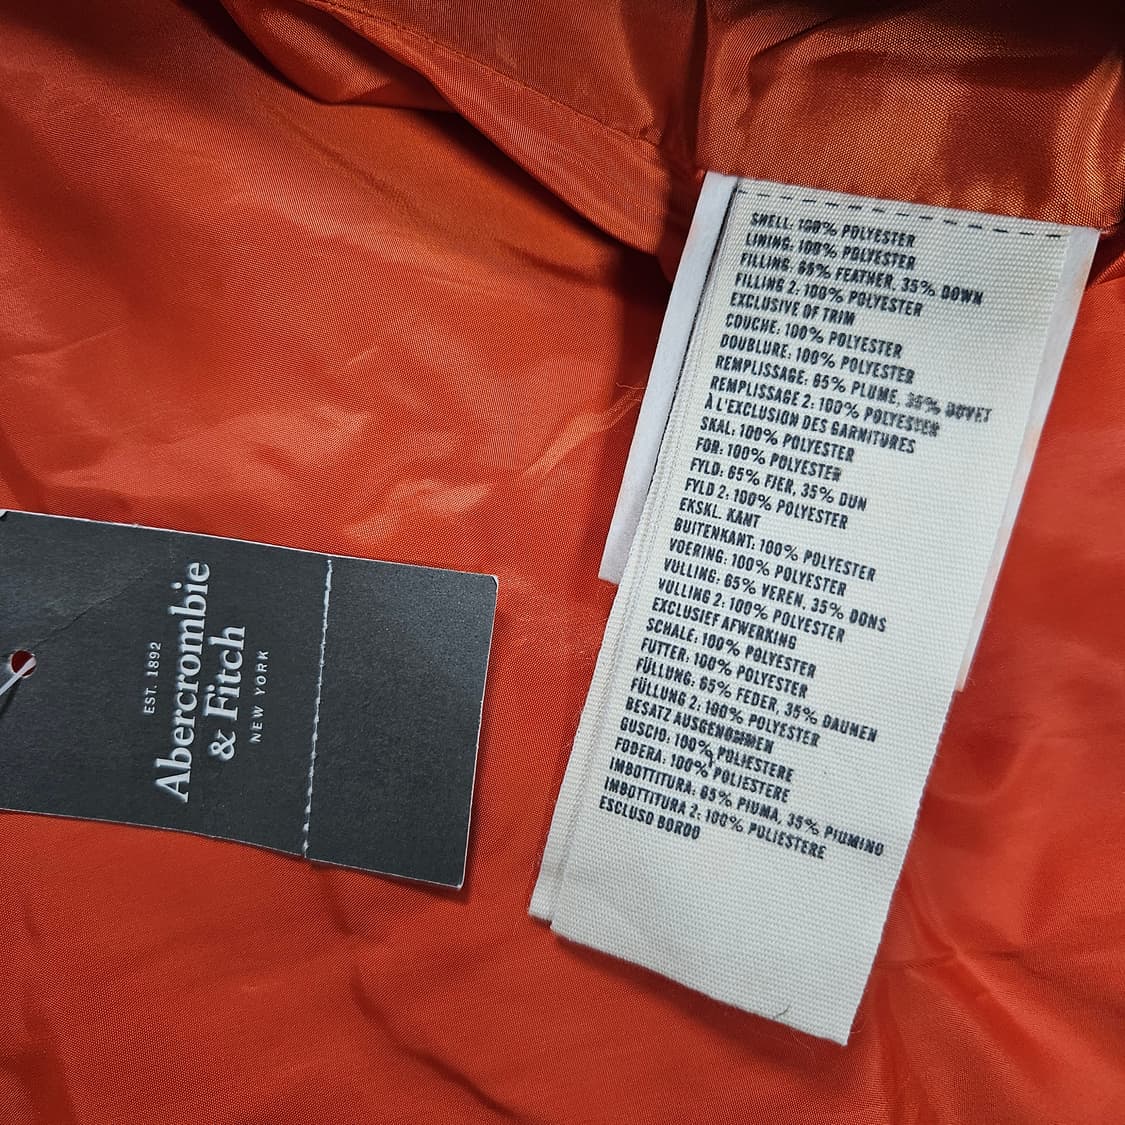 SHELL: 100% POLYESTER
LINING: 100% POLYESTER
FILLING: 65% FEATHER, 35% DOWN
FILLING 2: 100% POLYESTER
EXCLUSIVE OF TRIM
COUCHE: 100% POLYESTER
DOUBLURE: 100% POLYESTER
REMPLISSAGE: 65% PLUME, 35% DUVET
REMPLISSAGE 2: 100% POLYESTER
À L'EXCLUSION DES GARNITURES
SKAL: 100% POLYESTER
FOR: 100% POLYESTER
FYLD: 65% FJER, 35% DUN
FYLD 2: 100% POLYESTER
EKSKL. KANT
BUITENKANT: 100% POLYESTER
VOERING: 100% POLYESTER
VULLING: 65% VEREN, 35% DONS
VULLING 2: 100% POLYESTER
EXCLUSIEF AFWERKING
SCHALE: 100% POLYESTER
FUTTER: 100% POLYESTER
FÜLLUNG: 65% FEDER, 35% DAUMEN
FÜLLUNG 2: 100% POLYESTER
BESATZ AUSGENOMMEN
GUSCIO: 100% POLIESTERE
FODERA: 100% POLIESTERE
IMBOTTITURA: 65% PIUMA, 35% PIUMINO
IMBOTTITURA 2: 100% POLIESTERE
ESCLUSO BORDO
EST. 1892
Abercrombie
& Fitch
NEW YORK